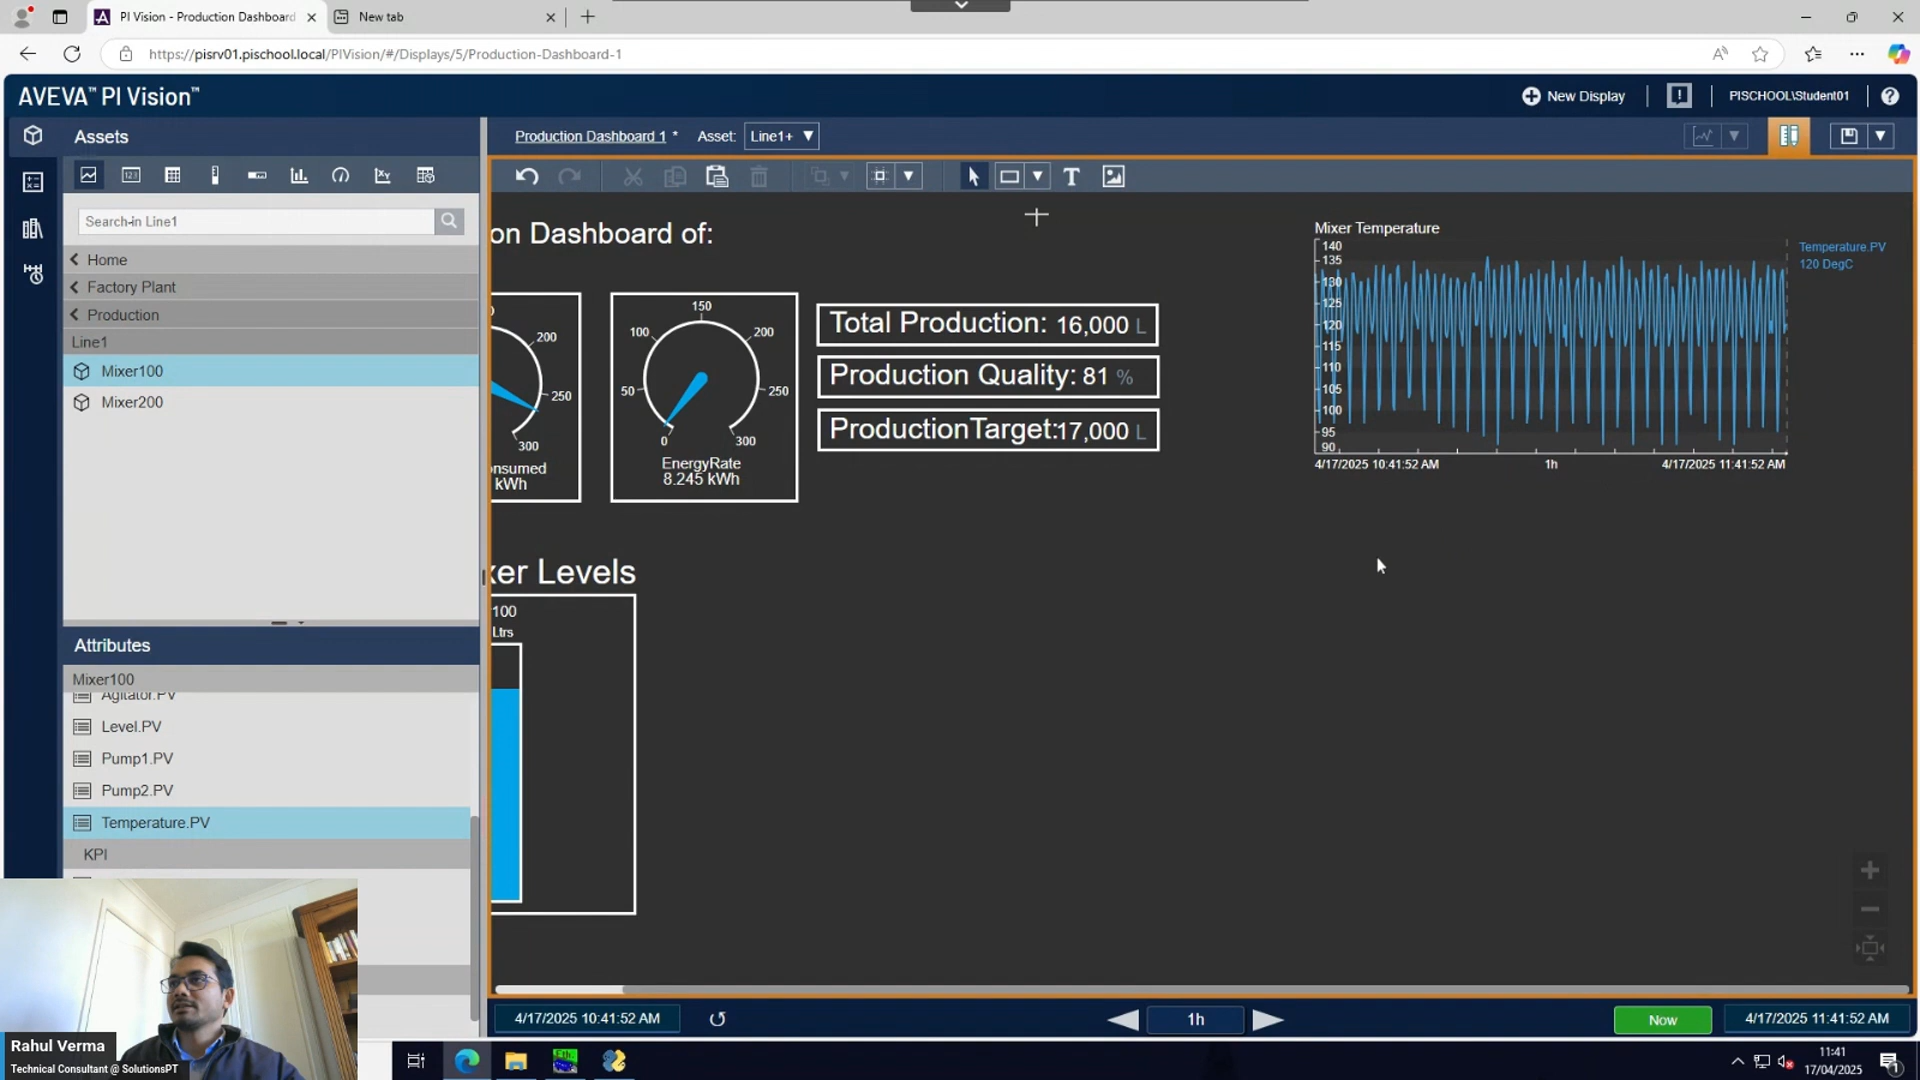 PI Vision - Production Dashboard
New tab
https://pisrv01.pischool.local/PIVision/#/Displays/5/Production-Dashboard-1
AVEVA™ PI Vision™
New Display
PISCHOOL\Student01
Assets
Production Dashboard 1 *
Asset:
Line1+
Search in Line1
Home
Factory Plant
Production
Line1
Mixer100
Mixer200
Attributes
Mixer100
Agitator.PV
Level.PV
Pump1.PV
Pump2.PV
Temperature.PV
KPI
on Dashboard of:
200
250
300
nsumed
kWh
0
50
100
150
200
250
300
EnergyRate
8.245 kWh
Total Production: 16,000 L
Production Quality: 81 %
ProductionTarget:17,000 L
Mixer Temperature
140
135
130
125
120
115
110
105
100
95
90
4/17/2025 10:41:52 AM
1h
4/17/2025 11:41:52 AM
Temperature.PV
120 DegC
xer Levels
100
Ltrs
4/17/2025 10:41:52 AM
1h
Now
4/17/2025 11:41:52 AM
Rahul Verma
Technical Consultant @ SolutionsPT
11:41
17/04/2025
1